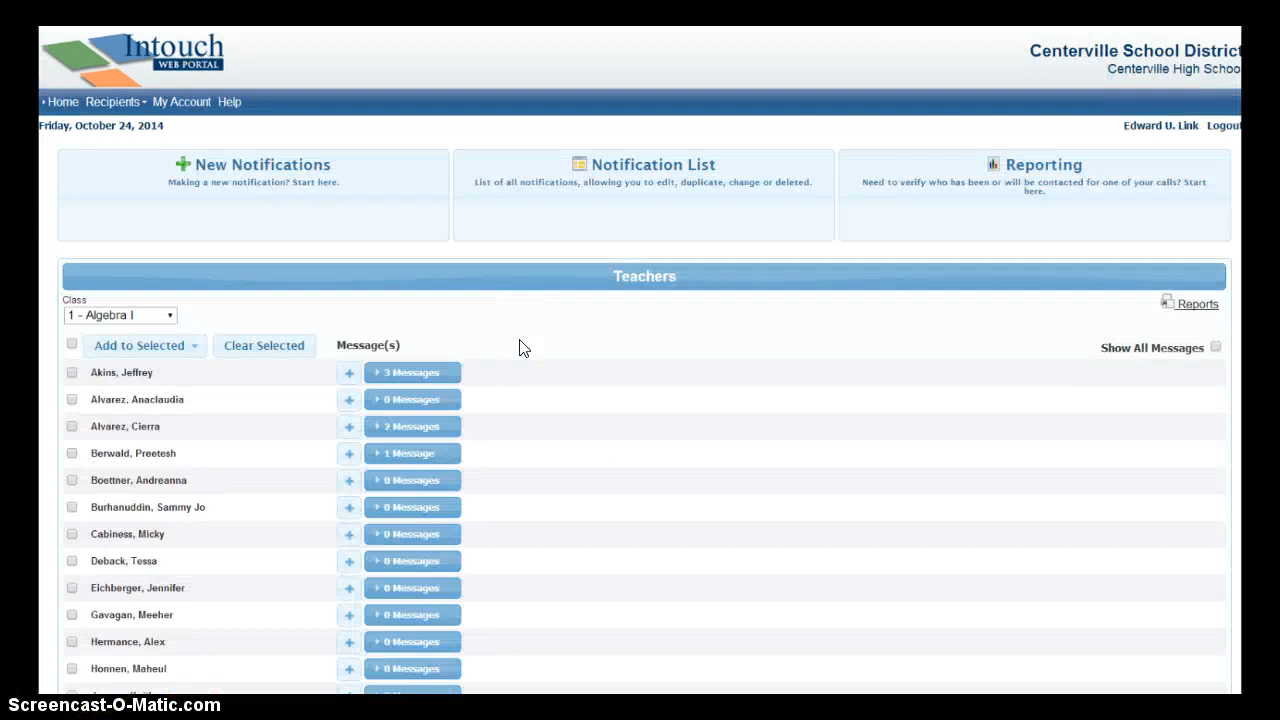 Intouch
WEB PORTAL
Centerville School District
Centerville High Schoo
Home Recipients My Account Help
Friday, October 24, 2014
Edward U. Link Logout
New Notifications
Making a new notification? Start here.
Notification List
List of all notifications, allowing you to edit, duplicate, change or deleted.
Reporting
Need to verify who has been or will be contacted for one of your calls? Start
here.
Teachers
Class
1 - Algebra I
Reports
Add to Selected Clear Selected Message(s) Show All Messages
Akins, Jeffrey 3 Messages
Alvarez, Anaclaudia 0 Messages
Alvarez, Cierra 2 Messages
Berwald, Preetesh 1 Message
Boettner, Andreanna 0 Messages
Burhanuddin, Sammy Jo 0 Messages
Cabiness, Micky 0 Messages
Deback, Tessa 0 Messages
Eichberger, Jennifer 0 Messages
Gavagan, Meeher 0 Messages
Hermance, Alex 0 Messages
Honnen, Maheul 0 Messages
Screencast-O-Matic.com